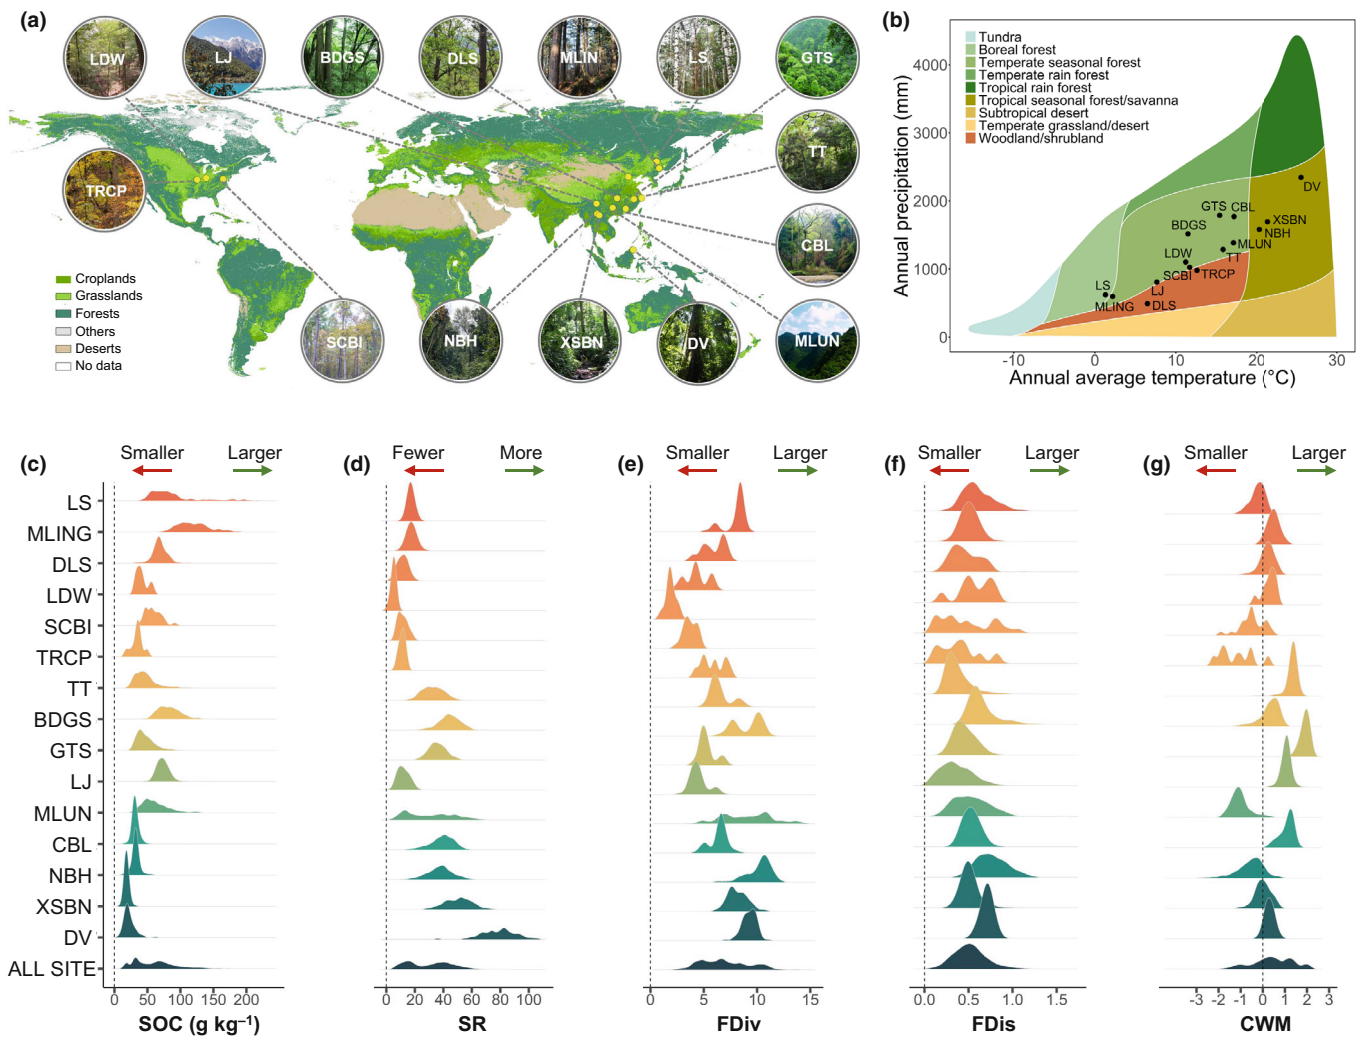 (a)
LDW
LJ
BDGS
DLS
MLIN
LS
GTS
TRCP
TT
CBL
SCBI
NBH
XSBN
DV
MLUN
Croplands
Grasslands
Forests
Others
Deserts
No data
(b)
Annual precipitation (mm)
4000
3000
2000
1000
0
Tundra
Boreal forest
Temperate seasonal forest
Temperate rain forest
Tropical rain forest
Tropical seasonal forest/savanna
Subtropical desert
Temperate grassland/desert
Woodland/shrubland
DV
GTS CBL
XSBN
BDGS
NBH
MLUN
LDW
TT
SCBI TRCP
LS
LJ
MLING
DLS
-10 0 10 20 30
Annual average temperature (°C)
(c)
Smaller Larger
LS
MLING
DLS
LDW
SCBI
TRCP
TT
BDGS
GTS
LJ
MLUN
CBL
NBH
XSBN
DV
ALL SITE
0 50 100 200
SOC (g kg⁻¹)
(d)
Fewer More
0 20 40 60 80 100
SR
(e)
Smaller Larger
0 5 10 15
FDiv
(f)
Smaller Larger
0.0 0.5 1.0 1.5
FDis
(g)
Smaller Larger
-3 -2 -1 0 1 2 3
CWM